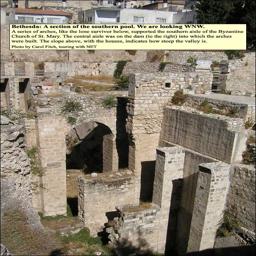 Bethesda: A section of the southern pool. We are looking WNW.
A series of arches, like the lone survivor below, supported the southern aisle of the Byzantine
Church of St. Mary. The central aisle was on the dam (to the right) into which the arches
were built. The slope above, with the houses, indicates how steep the valley is.
Photo by Carol Fitch, touring with NET